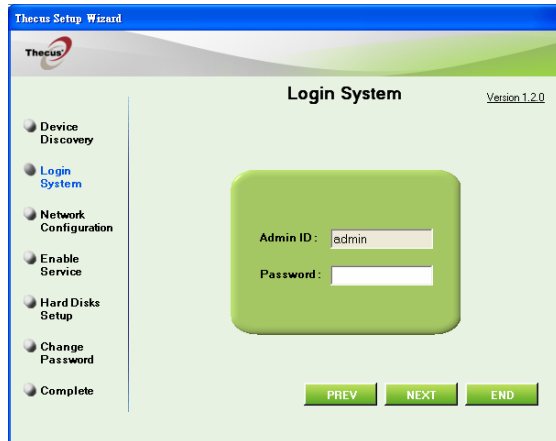 Thecus Setup Wizard
Thecus
Login System
Version 1.2.0
Device
Discovery
Login
System
Network
Configuration
Enable
Service
Hard Disks
Setup
Change
Password
Complete
Admin ID : admin
Password :
PREV NEXT END